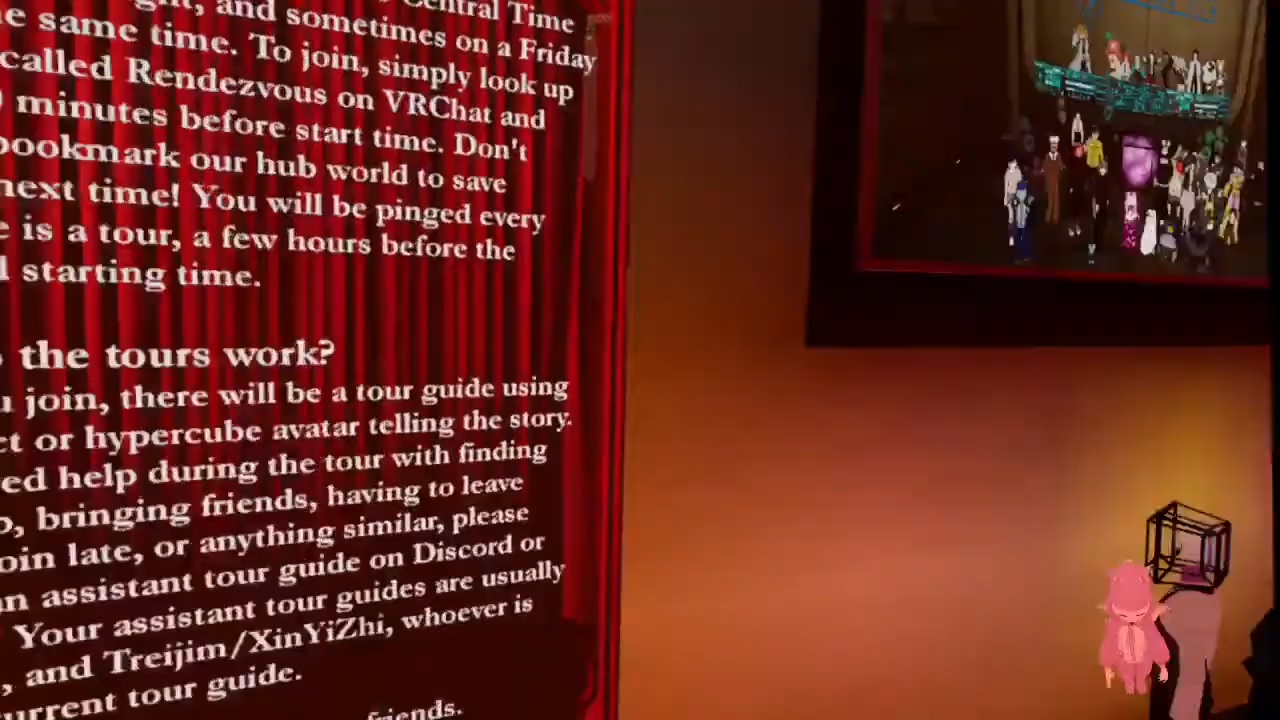 and sometimes on a Friday
same time. To join, simply look up
called Rendezvous on VRChat and
minutes before start time. Don't
bookmark our hub world to save
next time! You will be pinged every
is a tour, a few hours before the
starting time.
the tours work?
join, there will be a tour guide using
or hypercube avatar telling the story.
help during the tour with finding
bringing friends, having to leave
late, or anything similar, please
assistant tour guide on Discord or
Your assistant tour guides are usually
and Treijim/XinYiZhi, whoever is
tour guide.
friends.